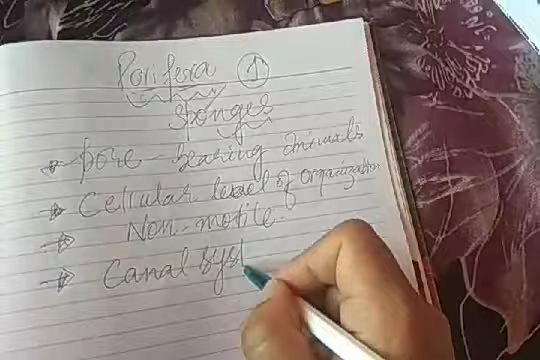 Porifera ①
Sponges
→ Pore - bearing animals
→ Cellular level of organization
→ Non-motile.
→ Canal syst